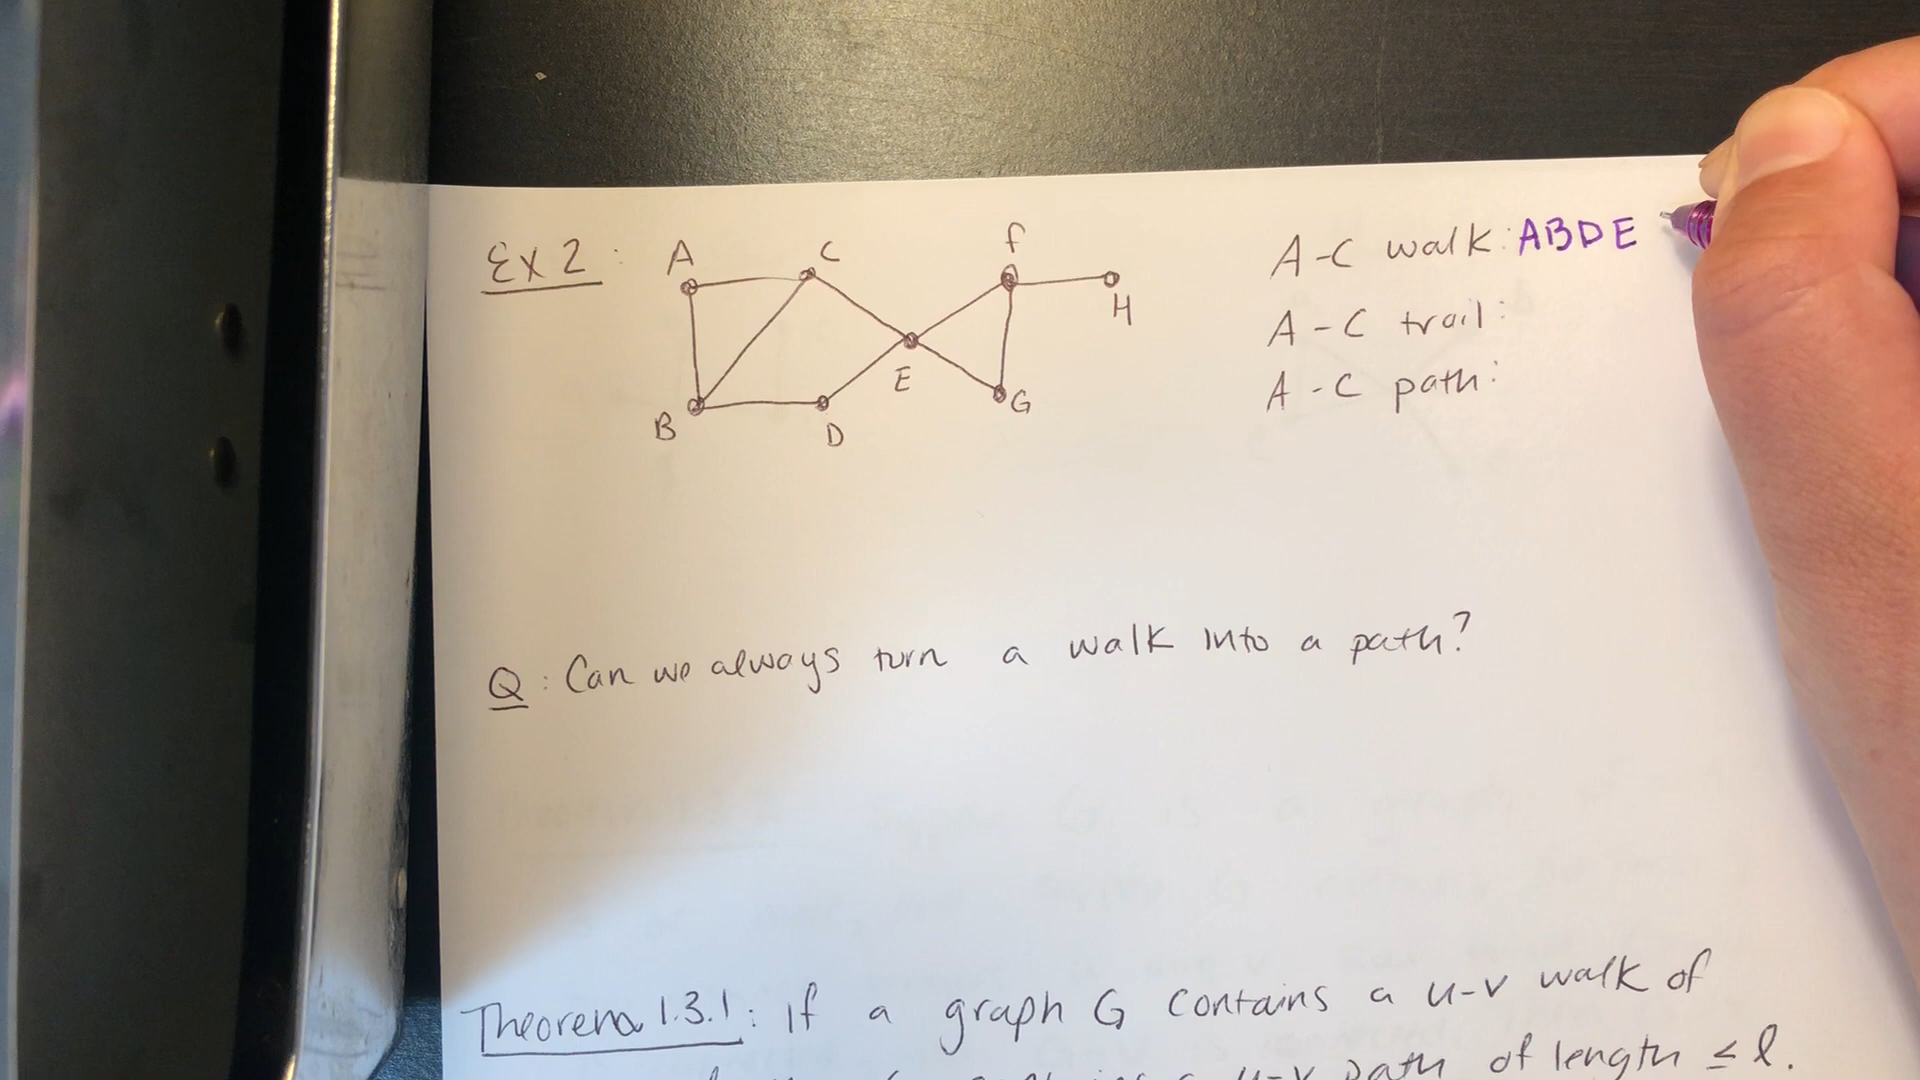 Ex 2:
A C f H
B D E G
A-C walk: ABDE
A-C trail:
A-C path:
Q: Can we always turn a walk into a path?
Theorem 1.3.1: If a graph G contains a u-v walk of
u-v path of length ≤ l.